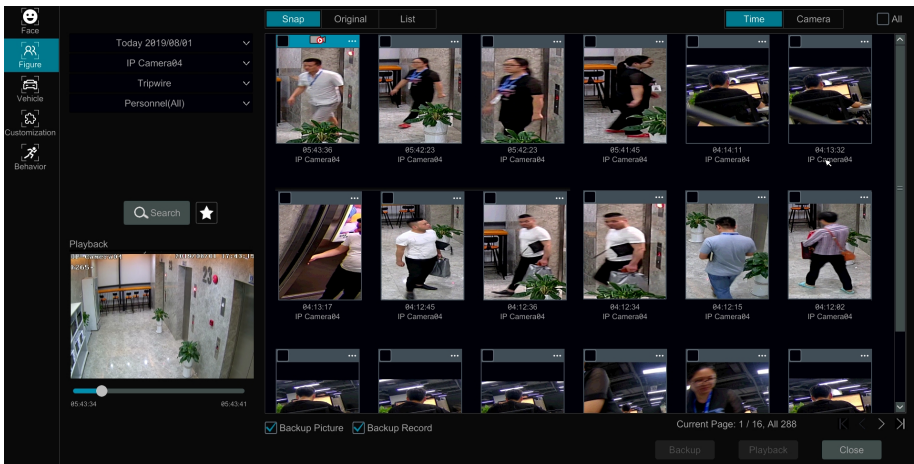 Face
Figure
Vehicle
Customization
Behavior
Today 2019/08/01
IP Camera04
Tripwire
Personnel(All)
Search
Playback
05:43:34 05:43:41
Snap Original List
Time Camera All
05:43:36 05:42:23 05:42:23 05:41:45 04:14:11 04:13:32
IP Camera04 IP Camera04 IP Camera04 IP Camera04 IP Camera04 IP Camera04
04:13:17 04:12:45 04:12:36 04:12:34 04:12:15 04:12:02
IP Camera04 IP Camera04 IP Camera04 IP Camera04 IP Camera04 IP Camera04
Backup Picture Backup Record
Current Page: 1 / 16, All 288
Backup Playback Close